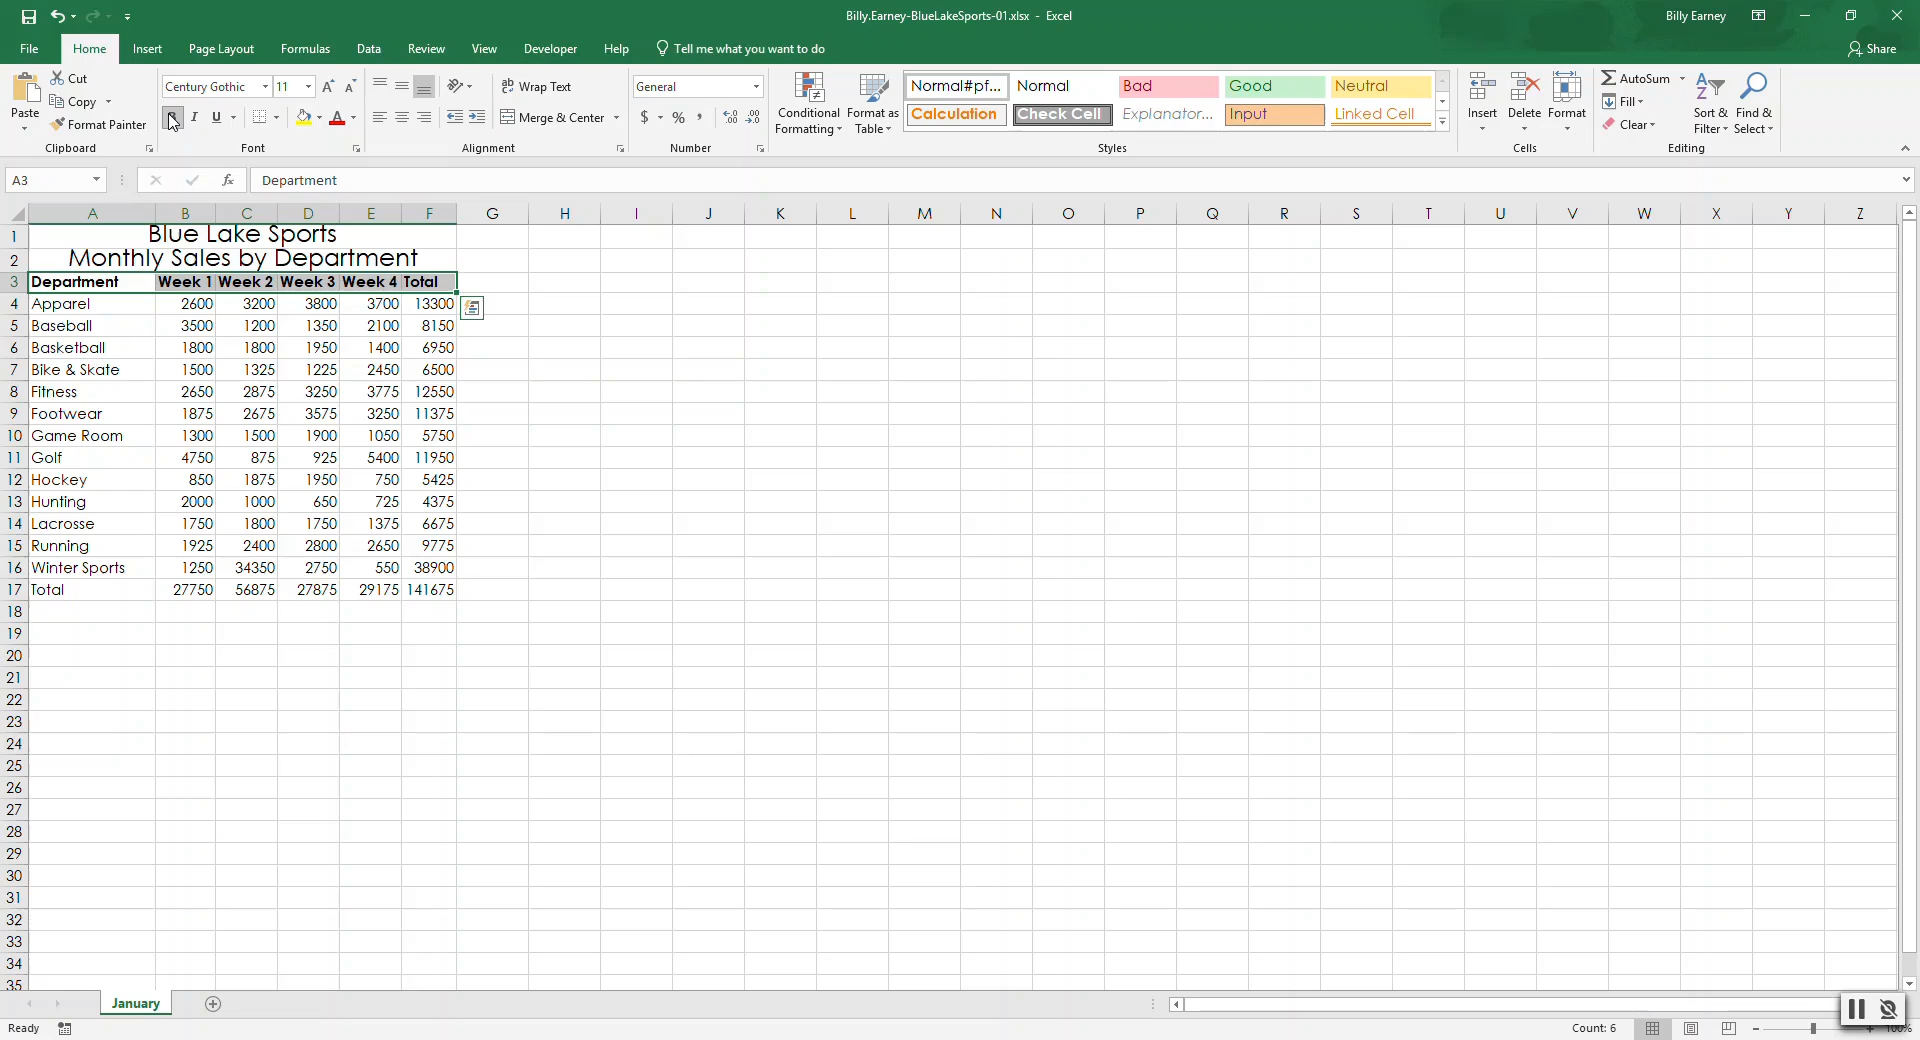 Billy.Earney-BlueLakeSports-01.xlsx - Excel
Billy Earney
File Home Insert Page Layout Formulas Data Review View Developer Help Tell me what you want to do Share
Paste
Cut
Copy
Format Painter
Clipboard
Century Gothic 11
B I U
Font
Wrap Text
Merge & Center
Alignment
General
$ % ,
Number
Conditional Formatting
Format as Table
Normal#pf... Normal Bad Good Neutral
Calculation Check Cell Explanator... Input Linked Cell
Styles
Insert Delete Format
Cells
AutoSum
Fill
Clear
Sort & Filter
Find & Select
Editing
A3 fx Department
A B C D E F G H I J K L M N O P Q R S T U V W X Y Z
1 Blue Lake Sports
2 Monthly Sales by Department
3 Department Week 1 Week 2 Week 3 Week 4 Total
4 Apparel 2600 3200 3800 3700 13300
5 Baseball 3500 1200 1350 2100 8150
6 Basketball 1800 1800 1950 1400 6950
7 Bike & Skate 1500 1325 1225 2450 6500
8 Fitness 2650 2875 3250 3775 12550
9 Footwear 1875 2675 3575 3250 11375
10 Game Room 1300 1500 1900 1050 5750
11 Golf 4750 875 925 5400 11950
12 Hockey 850 1875 1950 750 5425
13 Hunting 2000 1000 650 725 4375
14 Lacrosse 1750 1800 1750 1375 6675
15 Running 1925 2400 2800 2650 9775
16 Winter Sports 1250 34350 2750 550 38900
17 Total 27750 56875 27875 29175 141675
18
19
20
21
22
23
24
25
26
27
28
29
30
31
32
33
34
35
January
Ready Count: 6 100%